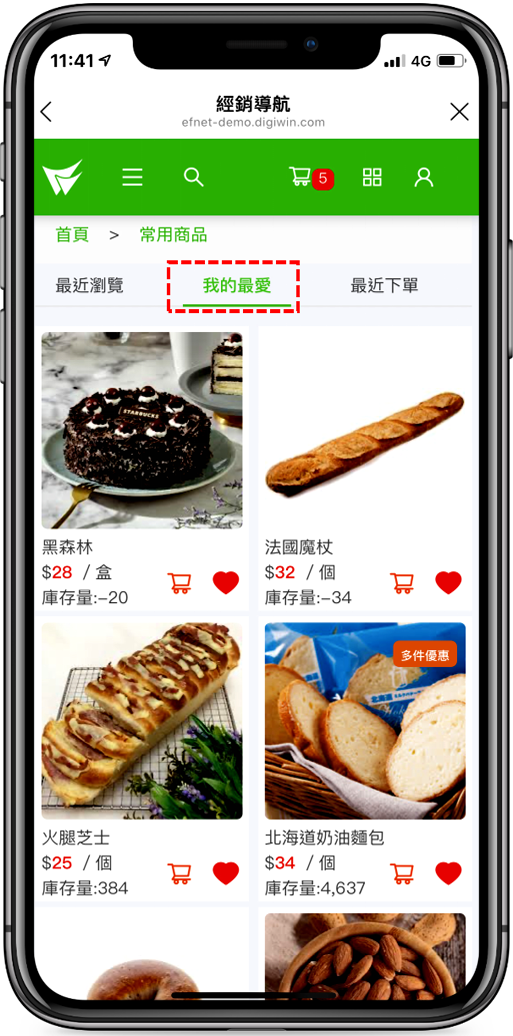 11:41
4G
經銷導航
efnet-demo.digiwin.com
5
首頁 > 常用商品
最近瀏覽 我的最愛 最近下單
STARBUCKS
黑森林
$28 / 盒
庫存量:-20
法國魔杖
$32 / 個
庫存量:-34
多件優惠
北海道
火腿芝士
$25 / 個
庫存量:384
北海道奶油麵包
$34 / 個
庫存量:4,637